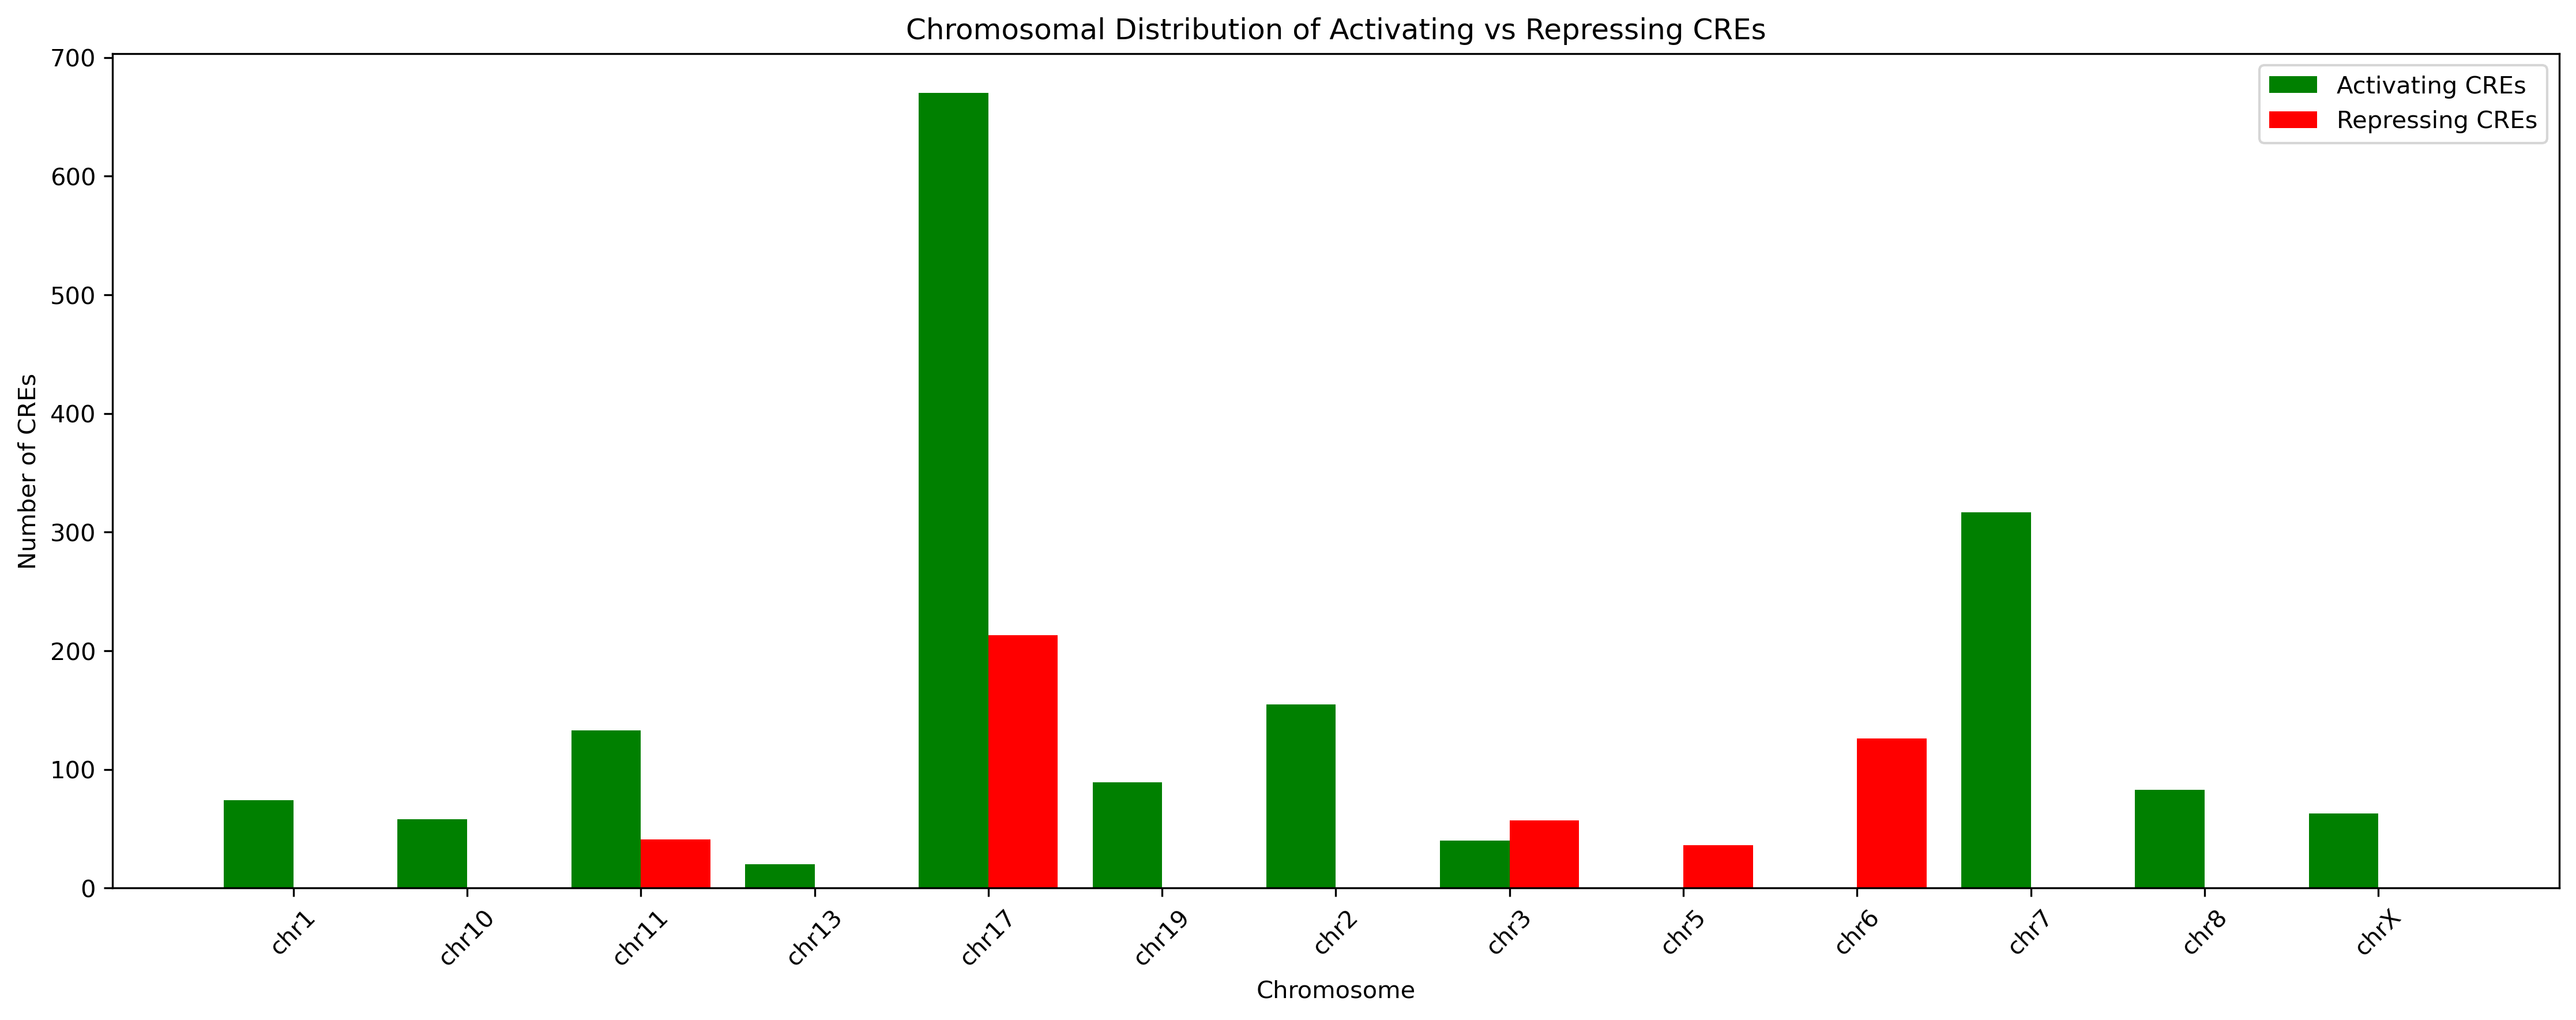 Chromosomal Distribution of Activating vs Repressing CREs
700
600
500
400
300
200
100
0
Number of CREs
Activating CREs
Repressing CREs
chr1
chr10
chr11
chr13
chr17
chr19
chr2
chr3
chr5
chr6
chr7
chr8
chrX
Chromosome